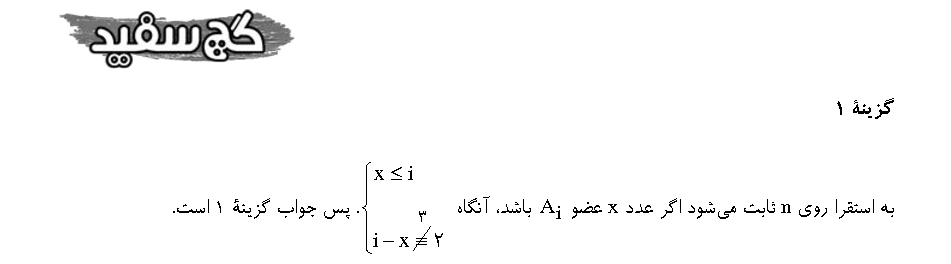 گچ سفید
گزینهٔ ۱
به استقرا روی n ثابت می‌شود اگر عدد x عضو A_i باشد، آنگاه { x ≤ i ; i − x ≢^۳ ۲ . پس جواب گزینهٔ ۱ است.